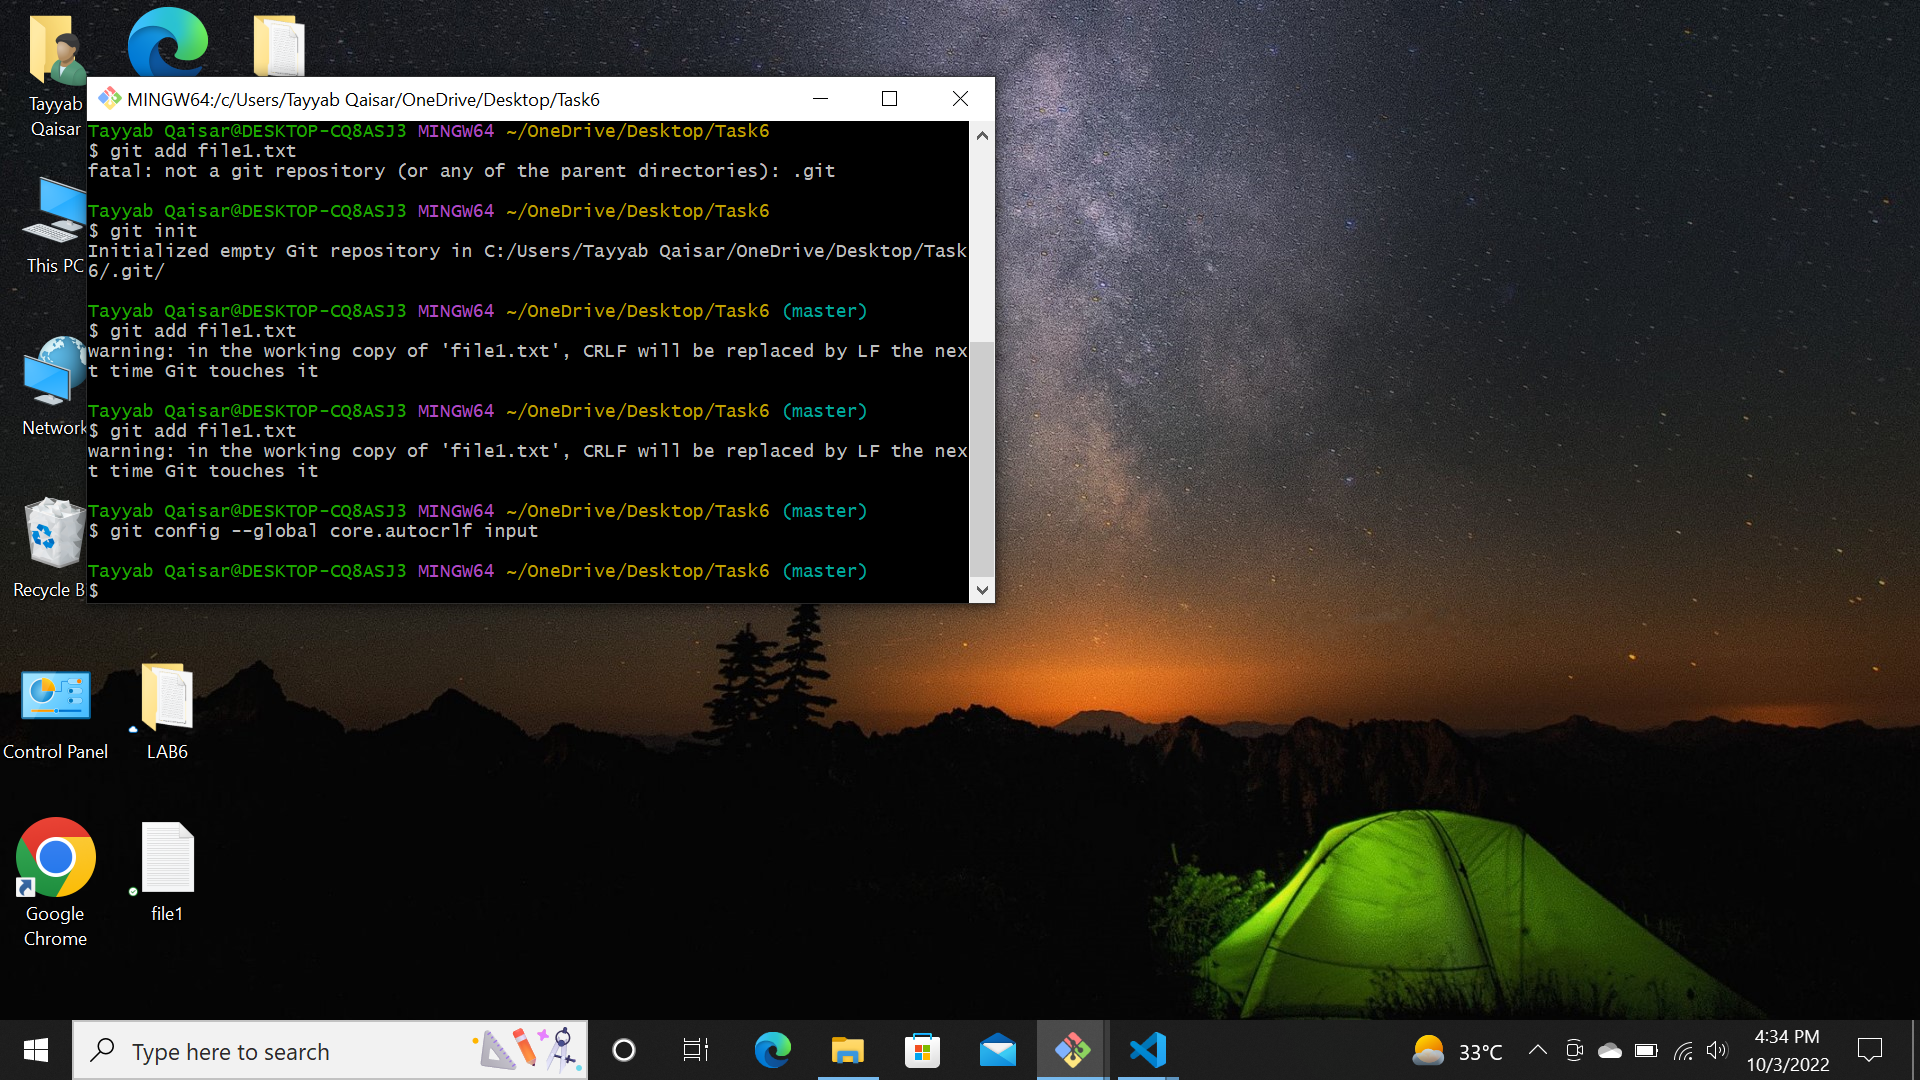 Tayyab
Qaisar
This PC
Network
Recycle B
Control Panel
LAB6
Google
Chrome
file1
MINGW64:/c/Users/Tayyab Qaisar/OneDrive/Desktop/Task6
Tayyab Qaisar@DESKTOP-CQ8ASJ3 MINGW64 ~/OneDrive/Desktop/Task6
$ git add file1.txt
fatal: not a git repository (or any of the parent directories): .git
Tayyab Qaisar@DESKTOP-CQ8ASJ3 MINGW64 ~/OneDrive/Desktop/Task6
$ git init
Initialized empty Git repository in C:/Users/Tayyab Qaisar/OneDrive/Desktop/Task
6/.git/
Tayyab Qaisar@DESKTOP-CQ8ASJ3 MINGW64 ~/OneDrive/Desktop/Task6 (master)
$ git add file1.txt
warning: in the working copy of 'file1.txt', CRLF will be replaced by LF the nex
t time Git touches it
Tayyab Qaisar@DESKTOP-CQ8ASJ3 MINGW64 ~/OneDrive/Desktop/Task6 (master)
$ git add file1.txt
warning: in the working copy of 'file1.txt', CRLF will be replaced by LF the nex
t time Git touches it
Tayyab Qaisar@DESKTOP-CQ8ASJ3 MINGW64 ~/OneDrive/Desktop/Task6 (master)
$ git config --global core.autocrlf input
Tayyab Qaisar@DESKTOP-CQ8ASJ3 MINGW64 ~/OneDrive/Desktop/Task6 (master)
$
Type here to search
33°C
4:34 PM
10/3/2022